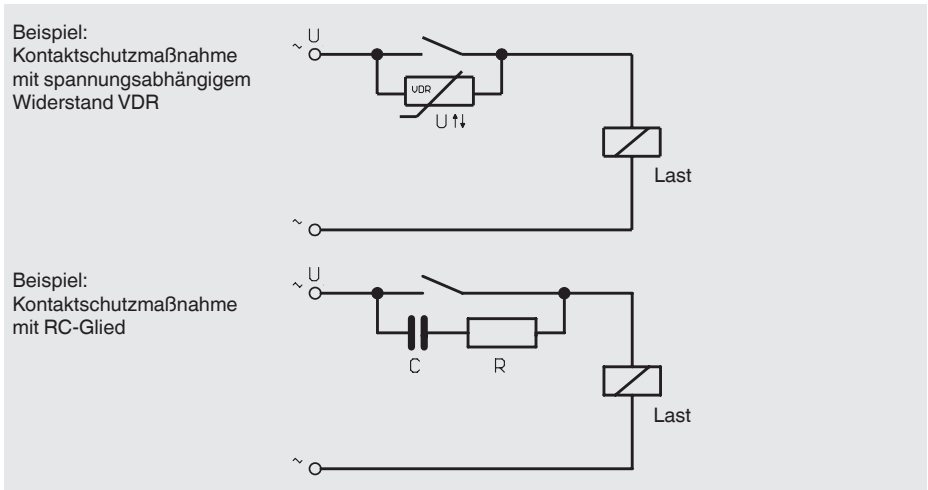 Beispiel:
Kontaktschutzmaßnahme
mit spannungsabhängigem
Widerstand VDR
~ U
VDR
U ↑↓
Last
~
Beispiel:
Kontaktschutzmaßnahme
mit RC-Glied
~ U
C
R
Last
~